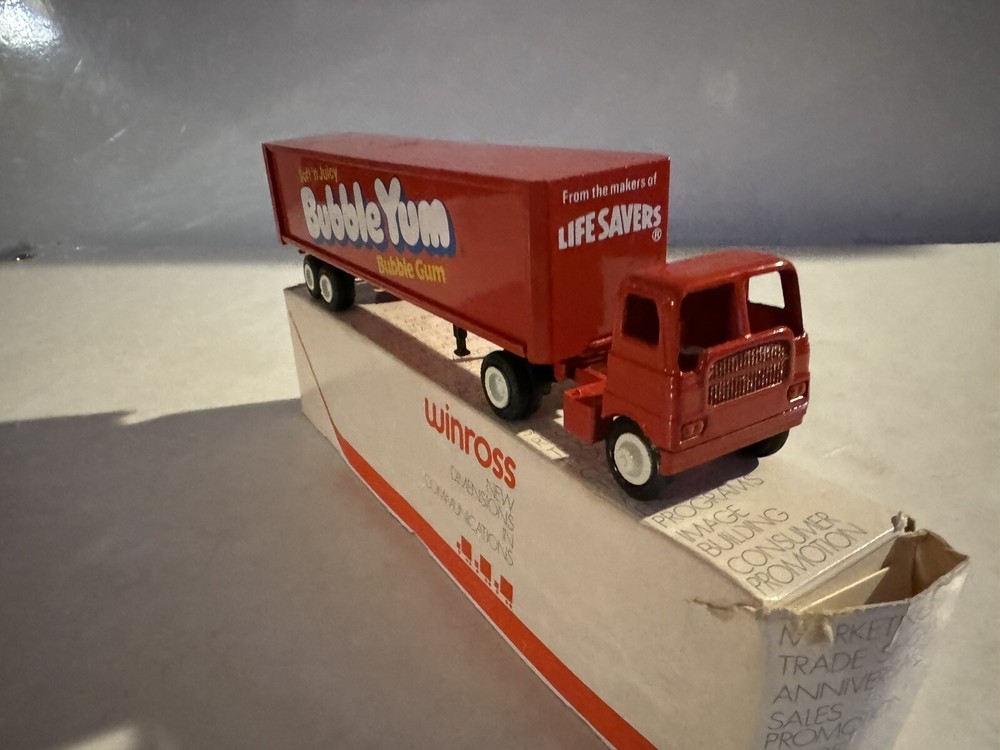 Soft 'n Juicy
Bubble Yum
Bubble Gum
From the makers of
LIFE SAVERS
®
winross
NEW
DIMENSIONS
IN
COMMUNICATIONS
PROGRAMS
IMAGE
BUILDING
CONSUMER
PROMOTION
TRADE
SALES